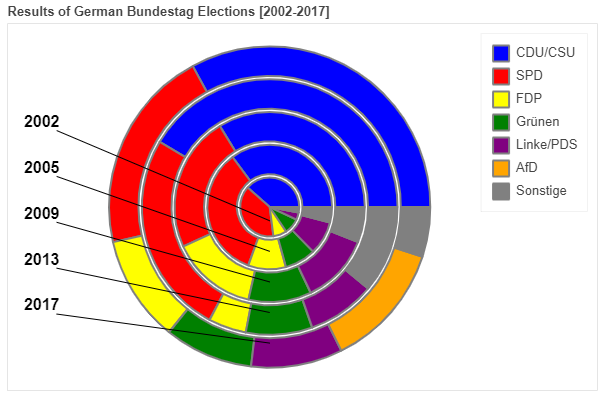 Results of German Bundestag Elections [2002-2017]
CDU/CSU
SPD
FDP
Grünen
Linke/PDS
AfD
Sonstige
2002
2005
2009
2013
2017